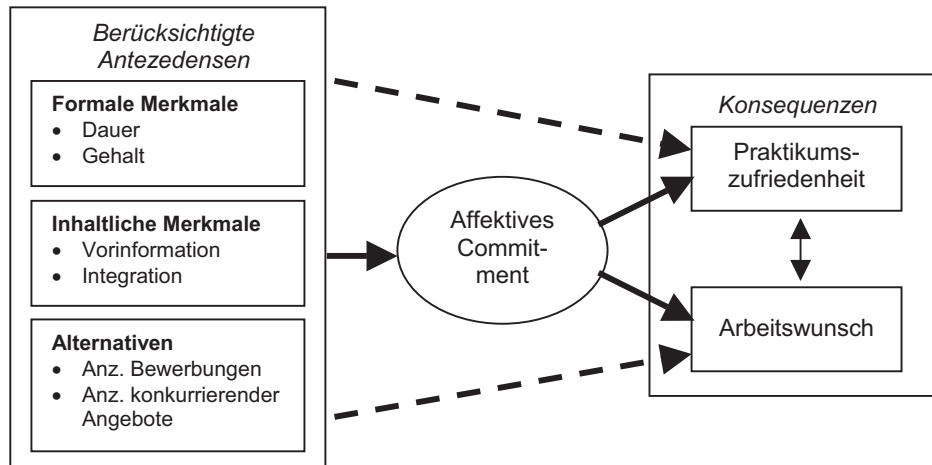 Berücksichtigte
Antezedensen
Formale Merkmale
• Dauer
• Gehalt
Inhaltliche Merkmale
• Vorinformation
• Integration
Alternativen
• Anz. Bewerbungen
• Anz. konkurrierender
Angebote
Affektives
Commit-
ment
Konsequenzen
Praktikums-
zufriedenheit
Arbeitswunsch